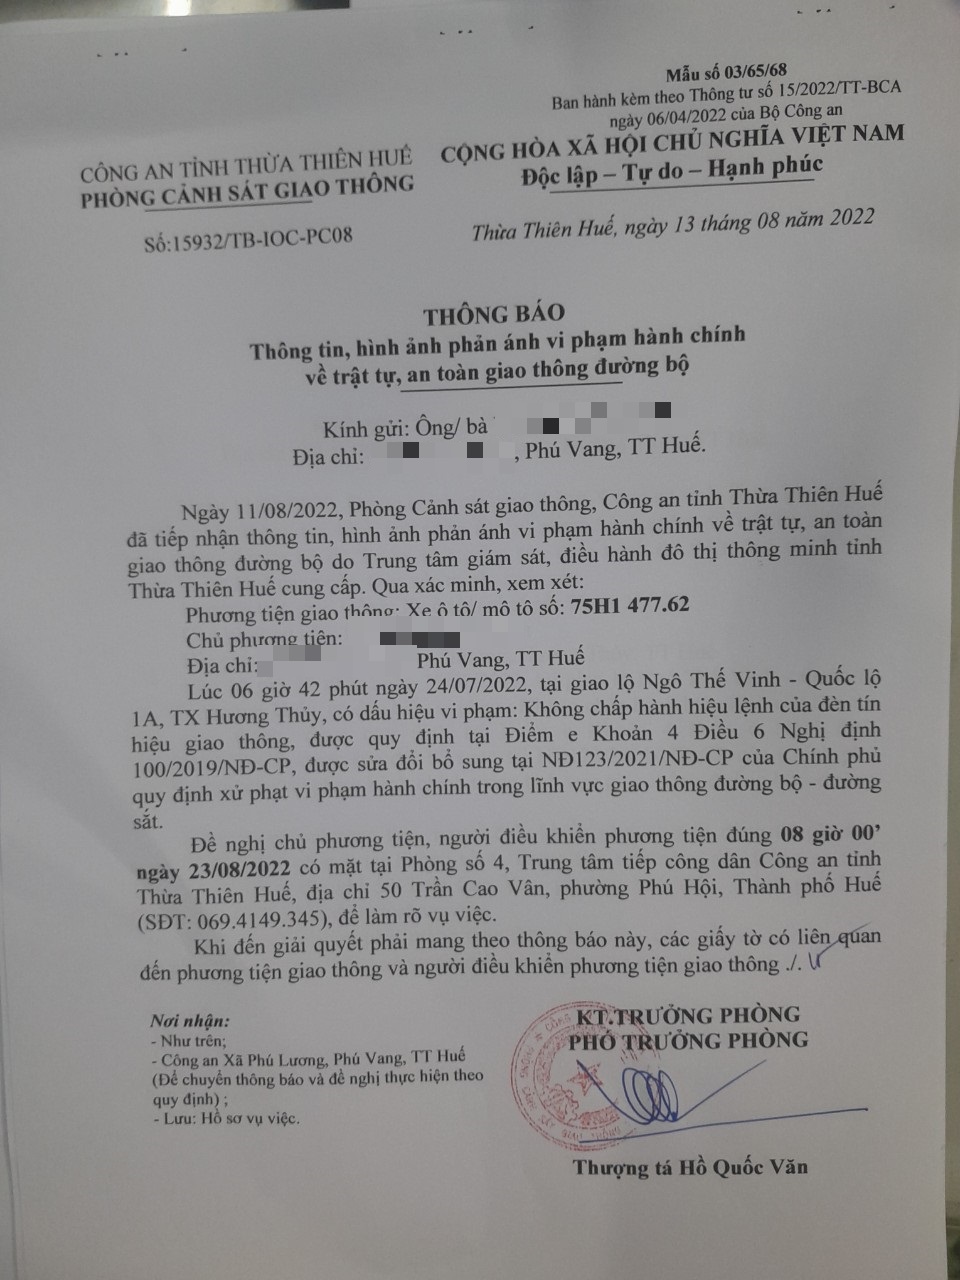 Mẫu số 03/65/68
Ban hành kèm theo Thông tư số 15/2022/TT-BCA
ngày 06/04/2022 của Bộ Công an
CÔNG AN TỈNH THỪA THIÊN HUẾ
PHÒNG CẢNH SÁT GIAO THÔNG
CỘNG HÒA XÃ HỘI CHỦ NGHĨA VIỆT NAM
Độc lập – Tự do – Hạnh phúc
Số:15932/TB-IOC-PC08
Thừa Thiên Huế, ngày 13 tháng 08 năm 2022
THÔNG BÁO
Thông tin, hình ảnh phản ánh vi phạm hành chính
về trật tự, an toàn giao thông đường bộ
Kính gửi: Ông/ bà
Địa chỉ: , Phú Vang, TT Huế.
Ngày 11/08/2022, Phòng Cảnh sát giao thông, Công an tỉnh Thừa Thiên Huế
đã tiếp nhận thông tin, hình ảnh phản ánh vi phạm hành chính về trật tự, an toàn
giao thông đường bộ do Trung tâm giám sát, điều hành đô thị thông minh tỉnh
Thừa Thiên Huế cung cấp. Qua xác minh, xem xét:
Phương tiện giao thông: Xe ô tô/ mô tô số: 75H1 477.62
Chủ phương tiện:
Địa chỉ: Phú Vang, TT Huế
Lúc 06 giờ 42 phút ngày 24/07/2022, tại giao lộ Ngô Thế Vinh - Quốc lộ
1A, TX Hương Thủy, có dấu hiệu vi phạm: Không chấp hành hiệu lệnh của đèn tín
hiệu giao thông, được quy định tại Điểm e Khoản 4 Điều 6 Nghị định
100/2019/NĐ-CP, được sửa đổi bổ sung tại NĐ123/2021/NĐ-CP của Chính phủ
quy định xử phạt vi phạm hành chính trong lĩnh vực giao thông đường bộ - đường
sắt.
Đề nghị chủ phương tiện, người điều khiển phương tiện đúng 08 giờ 00’
ngày 23/08/2022 có mặt tại Phòng số 4, Trung tâm tiếp công dân Công an tỉnh
Thừa Thiên Huế, địa chỉ 50 Trần Cao Vân, phường Phú Hội, Thành phố Huế
(SĐT: 069.4149.345), để làm rõ vụ việc.
Khi đến giải quyết phải mang theo thông báo này, các giấy tờ có liên quan
đến phương tiện giao thông và người điều khiển phương tiện giao thông ./.
Nơi nhận:
- Như trên;
- Công an Xã Phú Lương, Phú Vang, TT Huế
(Để chuyển thông báo và đề nghị thực hiện theo
quy định) ;
- Lưu: Hồ sơ vụ việc.
KT.TRƯỞNG PHÒNG
PHÓ TRƯỞNG PHÒNG
Thượng tá Hồ Quốc Văn